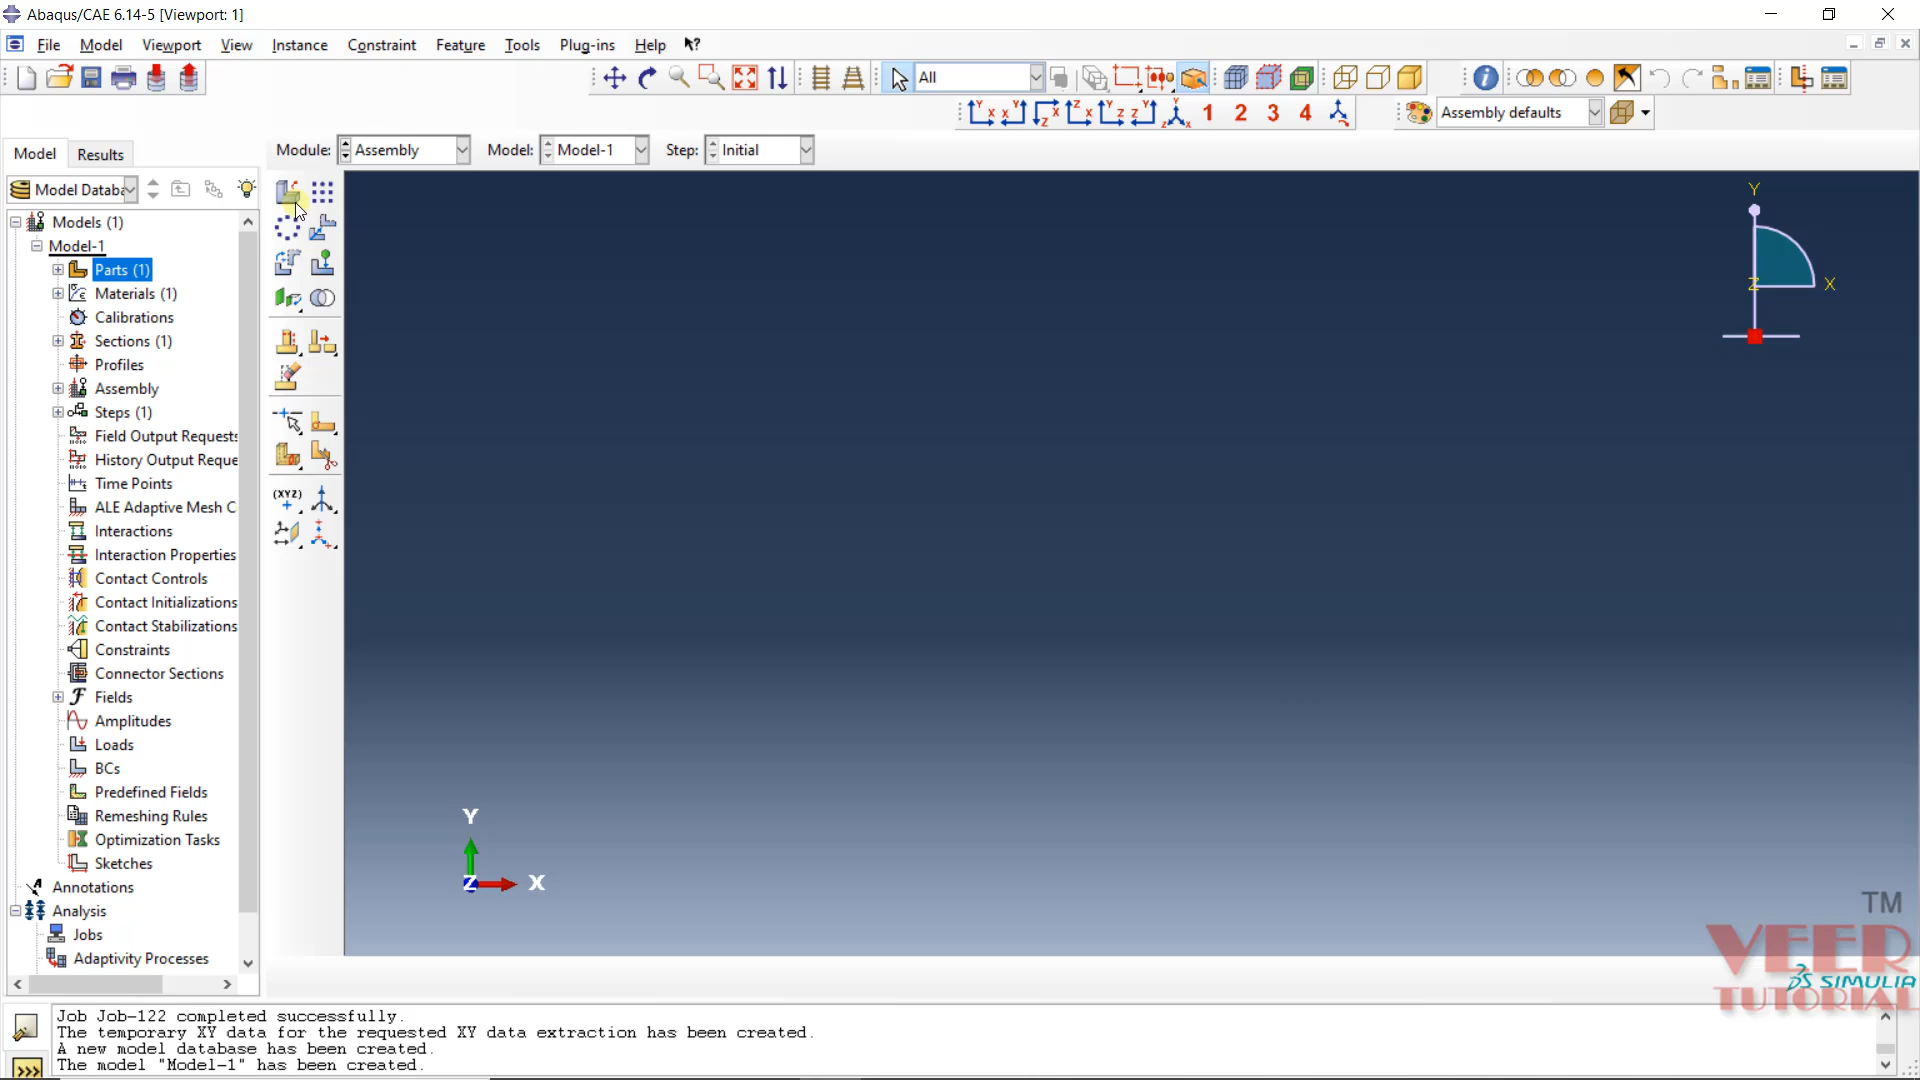 Abaqus/CAE 6.14-5 [Viewport: 1]
File Model Viewport View Instance Constraint Feature Tools Plug-ins Help
All
1 2 3 4
Assembly defaults
Model Results
Module: Assembly Model: Model-1 Step: Initial
Model Databa
Models (1)
Model-1
Parts (1)
Materials (1)
Calibrations
Sections (1)
Profiles
Assembly
Steps (1)
Field Output Requests
History Output Reque
Time Points
ALE Adaptive Mesh C
Interactions
Interaction Properties
Contact Controls
Contact Initializations
Contact Stabilizations
Constraints
Connector Sections
Fields
Amplitudes
Loads
BCs
Predefined Fields
Remeshing Rules
Optimization Tasks
Sketches
Annotations
Analysis
Jobs
Adaptivity Processes
(XYZ)
Y
Z X
Y
Z X
TM
VEER
SIMULIA
TUTORIAL
Job Job-122 completed successfully.
The temporary XY data for the requested XY data extraction has been created.
A new model database has been created.
The model "Model-1" has been created.
>>>